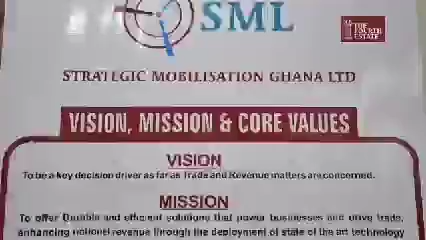 SML
THE
FOURTH
ESTATE
STRATEGIC MOBILISATION GHANA LTD
VISION, MISSION & CORE VALUES
VISION
To be a key decision driver as far as Trade and Revenue matters are concerned.
MISSION
To offer Durable and efficient solutions that power businesses and drive trade,
enhancing national revenue through the deployment of state of the art technology